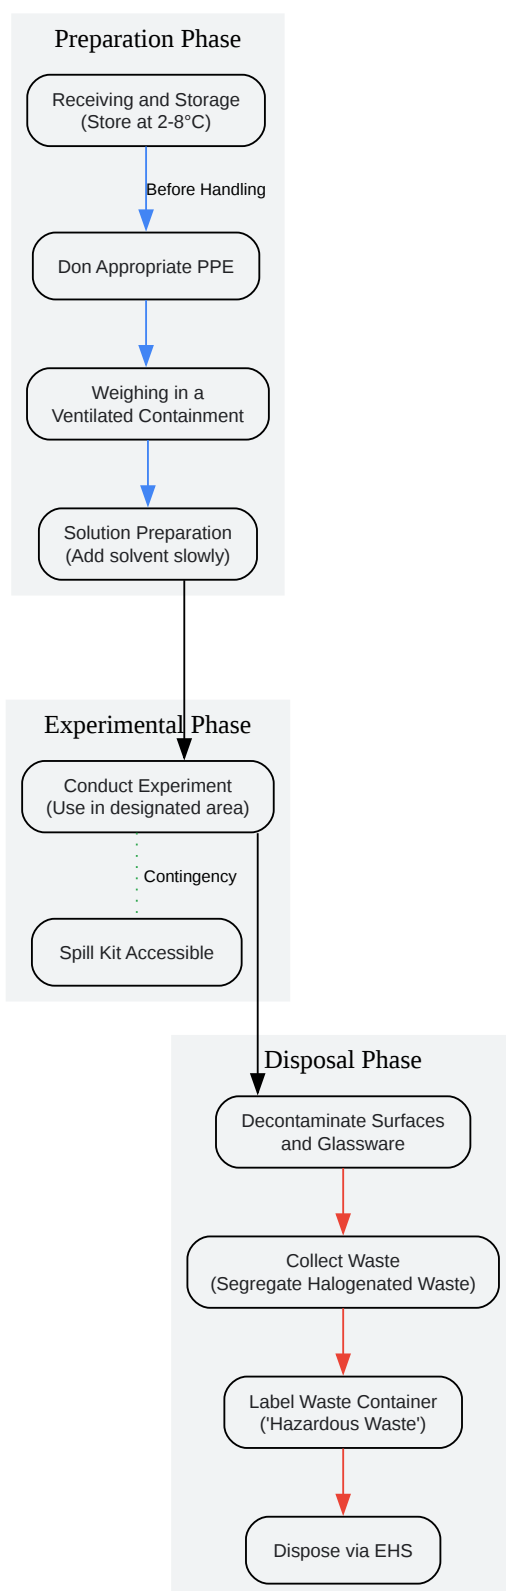 Preparation Phase
Receiving and Storage
(Store at 2-8°C)
Before Handling
Don Appropriate PPE
Weighing in a
Ventilated Containment
Solution Preparation
(Add solvent slowly)
Experimental Phase
Conduct Experiment
(Use in designated area)
Contingency
Spill Kit Accessible
Disposal Phase
Decontaminate Surfaces
and Glassware
Collect Waste
(Segregate Halogenated Waste)
Label Waste Container
('Hazardous Waste')
Dispose via EHS